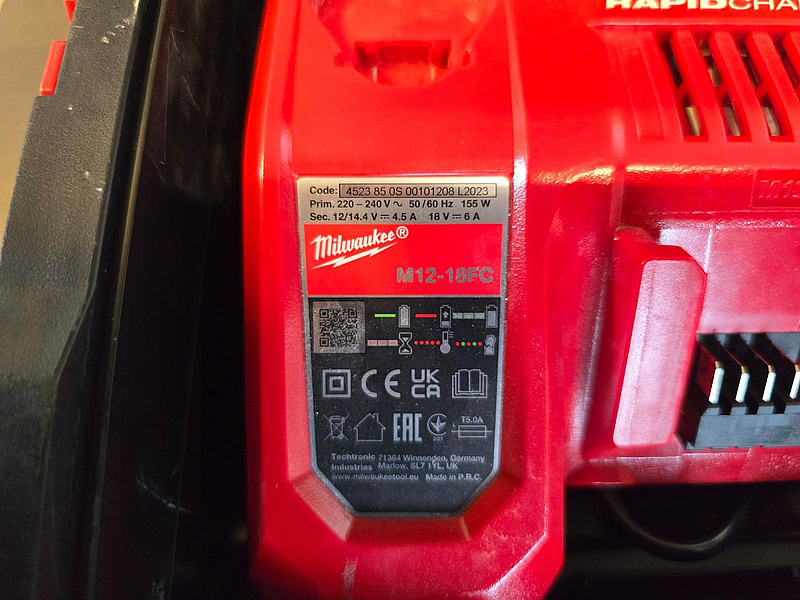 RAPID
Code: 4523 85 0S 00101208 L2023
Prim. 220 – 240 V ~ 50/60 Hz 155 W
Sec. 12/14.4 V ⎓ 4.5 A 18 V ⎓ 6 A
Milwaukee®
M12-18FC
CE UK CA
EAC 001 T5.0A
Techtronic 71364 Winnenden, Germany
Industries Marlow, SL7 1YL, UK
www.milwaukeetool.eu Made in P.R.C.